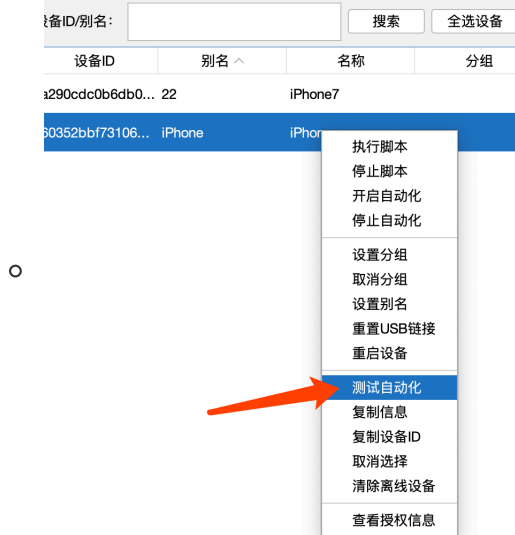 设备ID/别名： 搜索 全选设备
设备ID 别名 名称 分组
a290cdc0b6db0... 22 iPhone7
60352bbf73106... iPhone iPhon
执行脚本
停止脚本
开启自动化
停止自动化
设置分组
取消分组
设置别名
重置USB链接
重启设备
测试自动化
复制信息
复制设备ID
取消选择
清除离线设备
查看授权信息